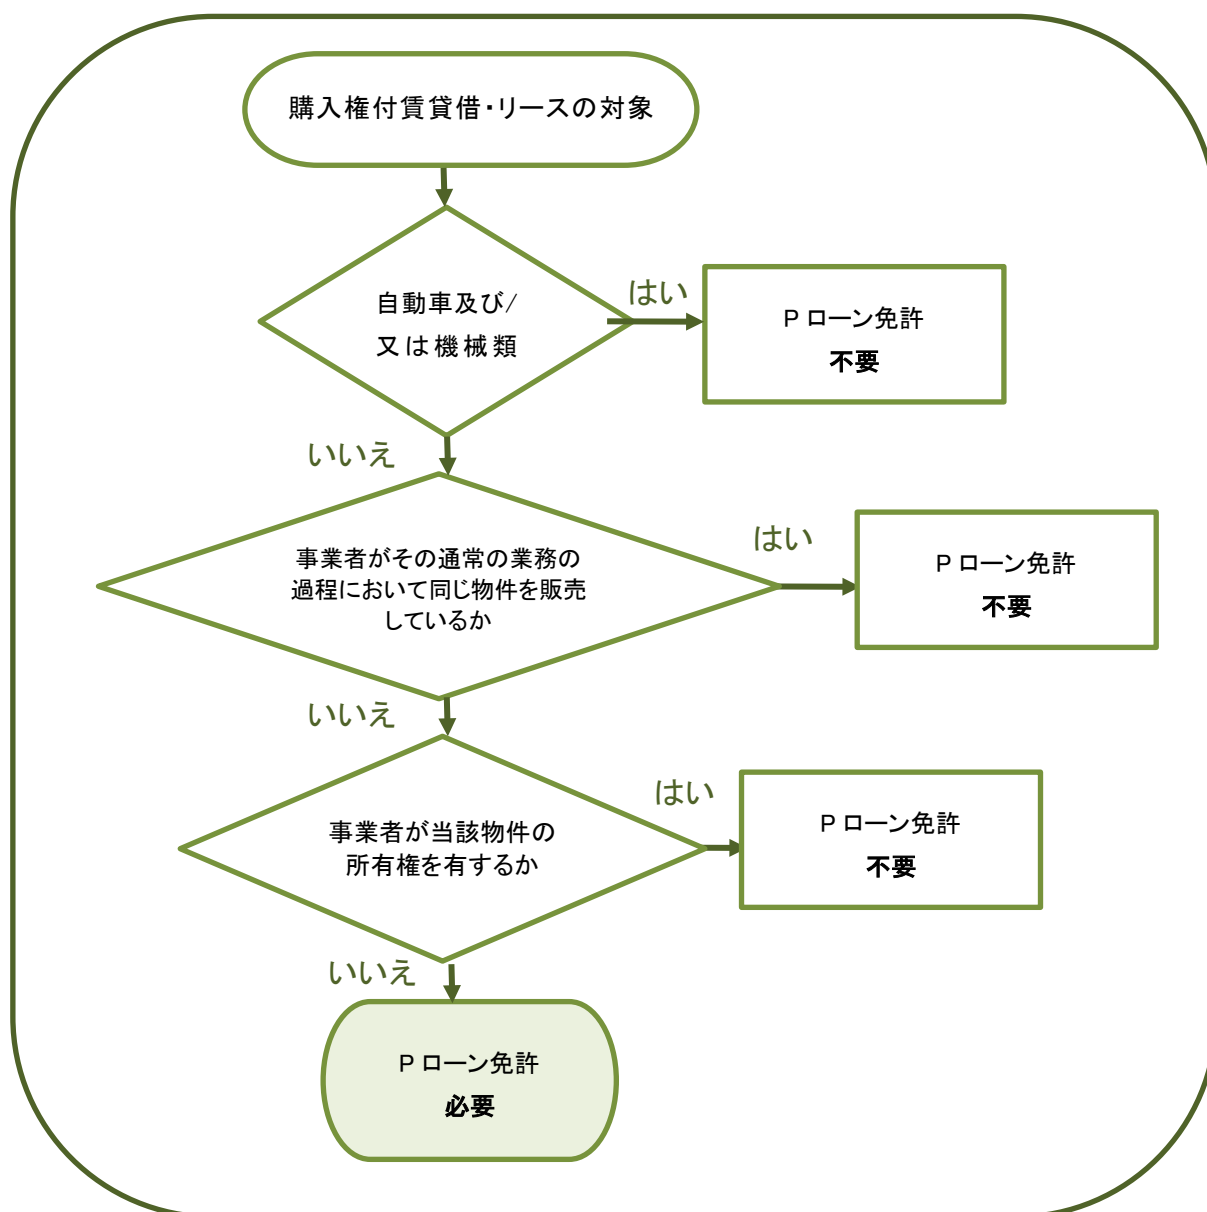 購入権付賃貸借・リースの対象
自動車及び/
又は機械類
はい
P ローン免許
不要
いいえ
事業者がその通常の業務の
過程において同じ物件を販売
しているか
はい
P ローン免許
不要
いいえ
事業者が当該物件の
所有権を有するか
はい
P ローン免許
不要
いいえ
P ローン免許
必要